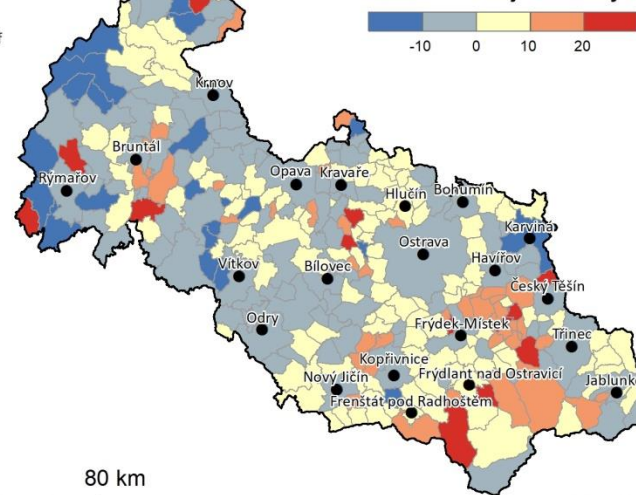 -10 0 10 20
Krnov
Bruntál
Rýmařov
Opava
Kravaře
Hlučín
Bohumín
Karviná
Ostrava
Havířov
Vítkov
Bílovec
Český Těšín
Odry
Frýdek-Místek
Třinec
Kopřivnice
Frýdlant nad Ostravicí
Nový Jičín
Jablunk
Frenštát pod Radhoštěm
80 km